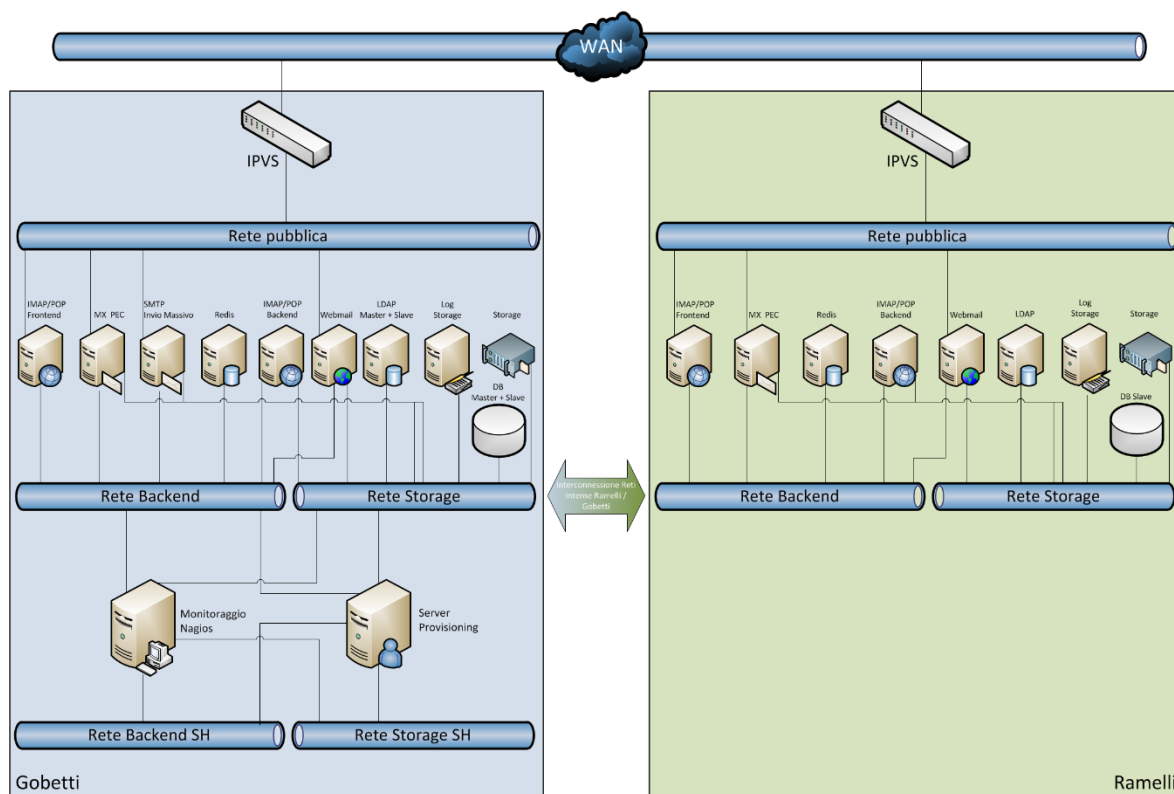 WAN
IPVS
IPVS
Rete pubblica
Rete pubblica
IMAP/POP
Frontend
MX PEC
SMTP
Invio Massivo
Redis
IMAP/POP
Backend
Webmail
LDAP
Master + Slave
Log
Storage
Storage
DB
Master + Slave
IMAP/POP
Frontend
MX PEC
Redis
IMAP/POP
Backend
Webmail
LDAP
Log
Storage
Storage
DB Slave
Rete Backend
Rete Storage
Interconnessione Reti
Interne Ramelli /
Gobetti
Rete Backend
Rete Storage
Monitoraggio
Nagios
Server
Provisioning
Rete Backend SH
Rete Storage SH
Gobetti
Ramelli